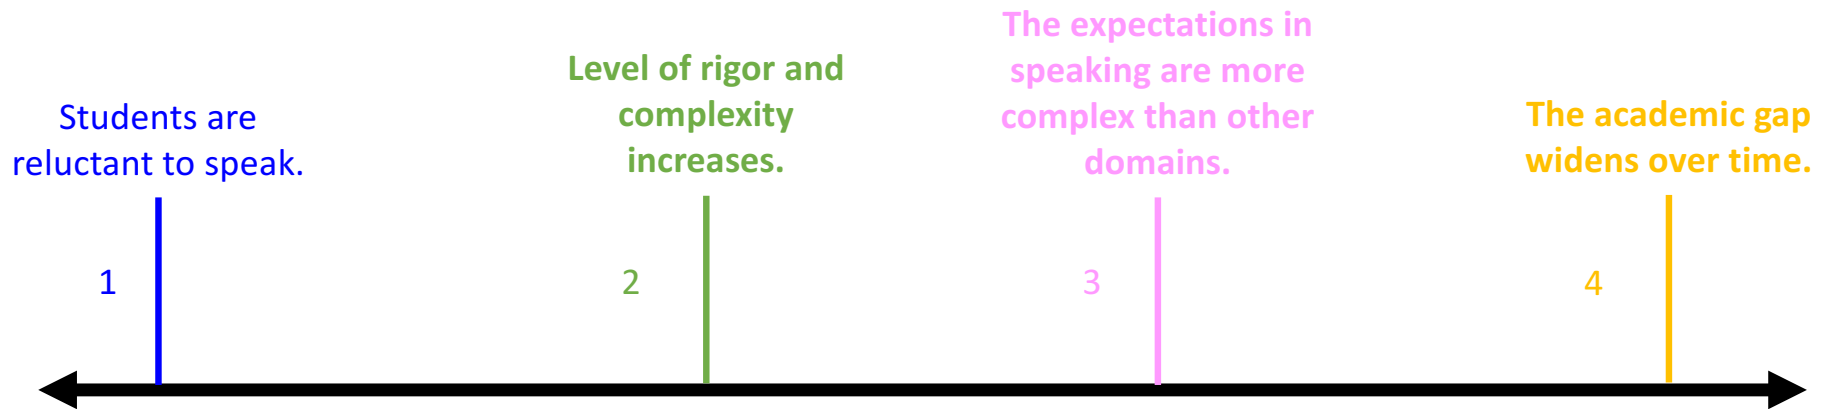 Students are
reluctant to speak.
1
Level of rigor and
complexity
increases.
2
The expectations in
speaking are more
complex than other
domains.
3
The academic gap
widens over time.
4